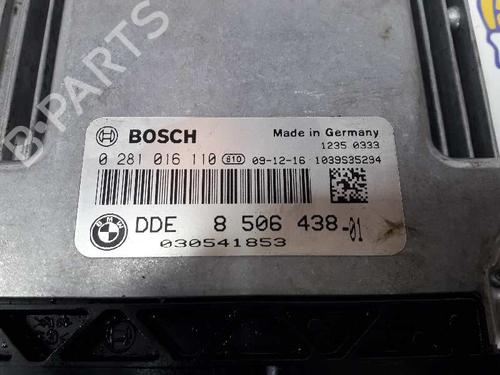 B-PARTS
BOSCH
Made in Germany
1235 0333
0 281 016 110 810 09-12-16 1039S35294
BMW
DDE 8 506 438-01
030541853